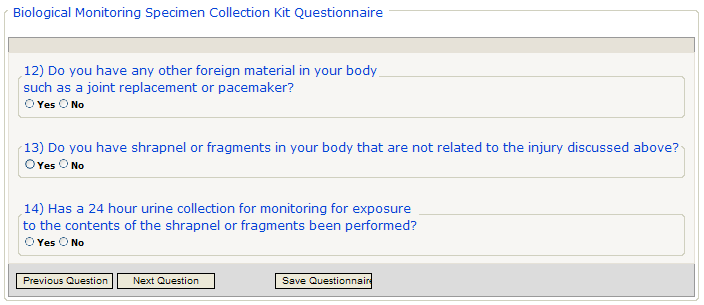 Biological Monitoring Specimen Collection Kit Questionnaire
12) Do you have any other foreign material in your body
such as a joint replacement or pacemaker?
Yes No
13) Do you have shrapnel or fragments in your body that are not related to the injury discussed above?
Yes No
14) Has a 24 hour urine collection for monitoring for exposure
to the contents of the shrapnel or fragments been performed?
Yes No
Previous Question Next Question Save Questionnair